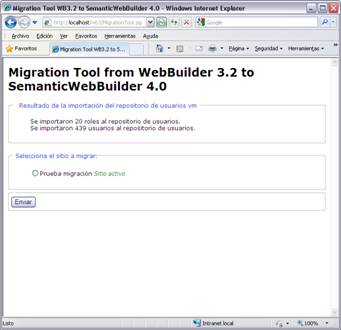 Migration Tool WB3.2 to SemanticWebBuilder 4.0 - Windows Internet Explorer
http://localhost/wb3/MigrationTool.jsp
Google
Archivo Edición Ver Favoritos Herramientas Ayuda
Favoritos
Migration Tool WB3.2 to S...
Página Seguridad Herramientas
Migration Tool from WebBuilder 3.2 to
SemanticWebBuilder 4.0
Resultado de la importación del repositorio de usuarios vm
Se importaron 20 roles al repositorio de usuarios.
Se importaron 439 usuarios al repositorio de usuarios.
Selecciona el sitio a migrar:
Prueba migración Sitio activo
Enviar
Listo
Intranet local
100%